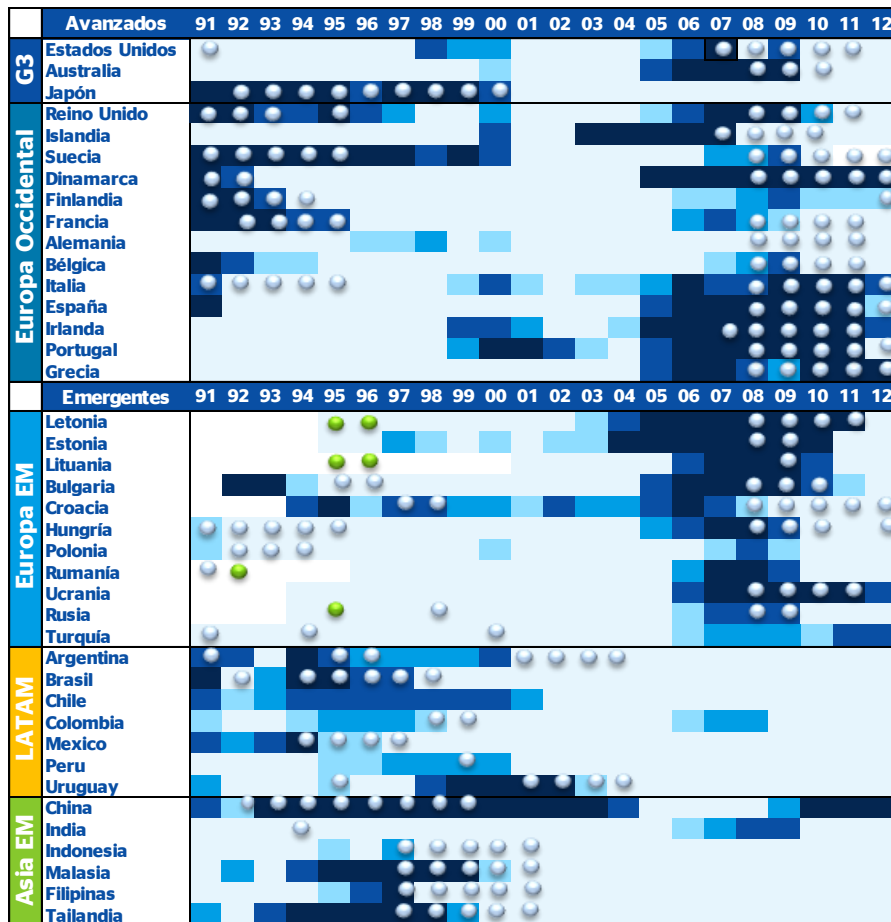 Avanzados 91 92 93 94 95 96 97 98 99 00 01 02 03 04 05 06 07 08 09 10 11 12
G3
Estados Unidos
Australia
Japón
Europa Occidental
Reino Unido
Islandia
Suecia
Dinamarca
Finlandia
Francia
Alemania
Bélgica
Italia
España
Irlanda
Portugal
Grecia
Emergentes 91 92 93 94 95 96 97 98 99 00 01 02 03 04 05 06 07 08 09 10 11 12
Europa EM
Letonia
Estonia
Lituania
Bulgaria
Croacia
Hungría
Polonia
Rumanía
Ucrania
Rusia
Turquía
LATAM
Argentina
Brasil
Chile
Colombia
Mexico
Peru
Uruguay
Asia EM
China
India
Indonesia
Malasia
Filipinas
Tailandia